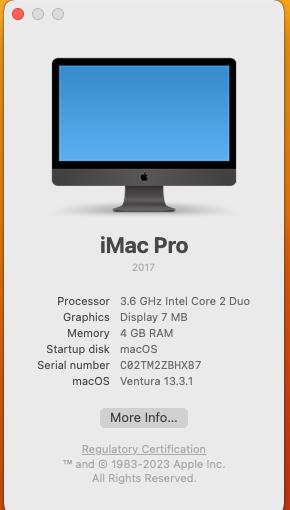 iMac Pro
2017
Processor 3.6 GHz Intel Core 2 Duo
Graphics Display 7 MB
Memory 4 GB RAM
Startup disk macOS
Serial number C02TM2ZBHX87
macOS Ventura 13.3.1
More Info...
Regulatory Certification
™ and © 1983-2023 Apple Inc.
All Rights Reserved.